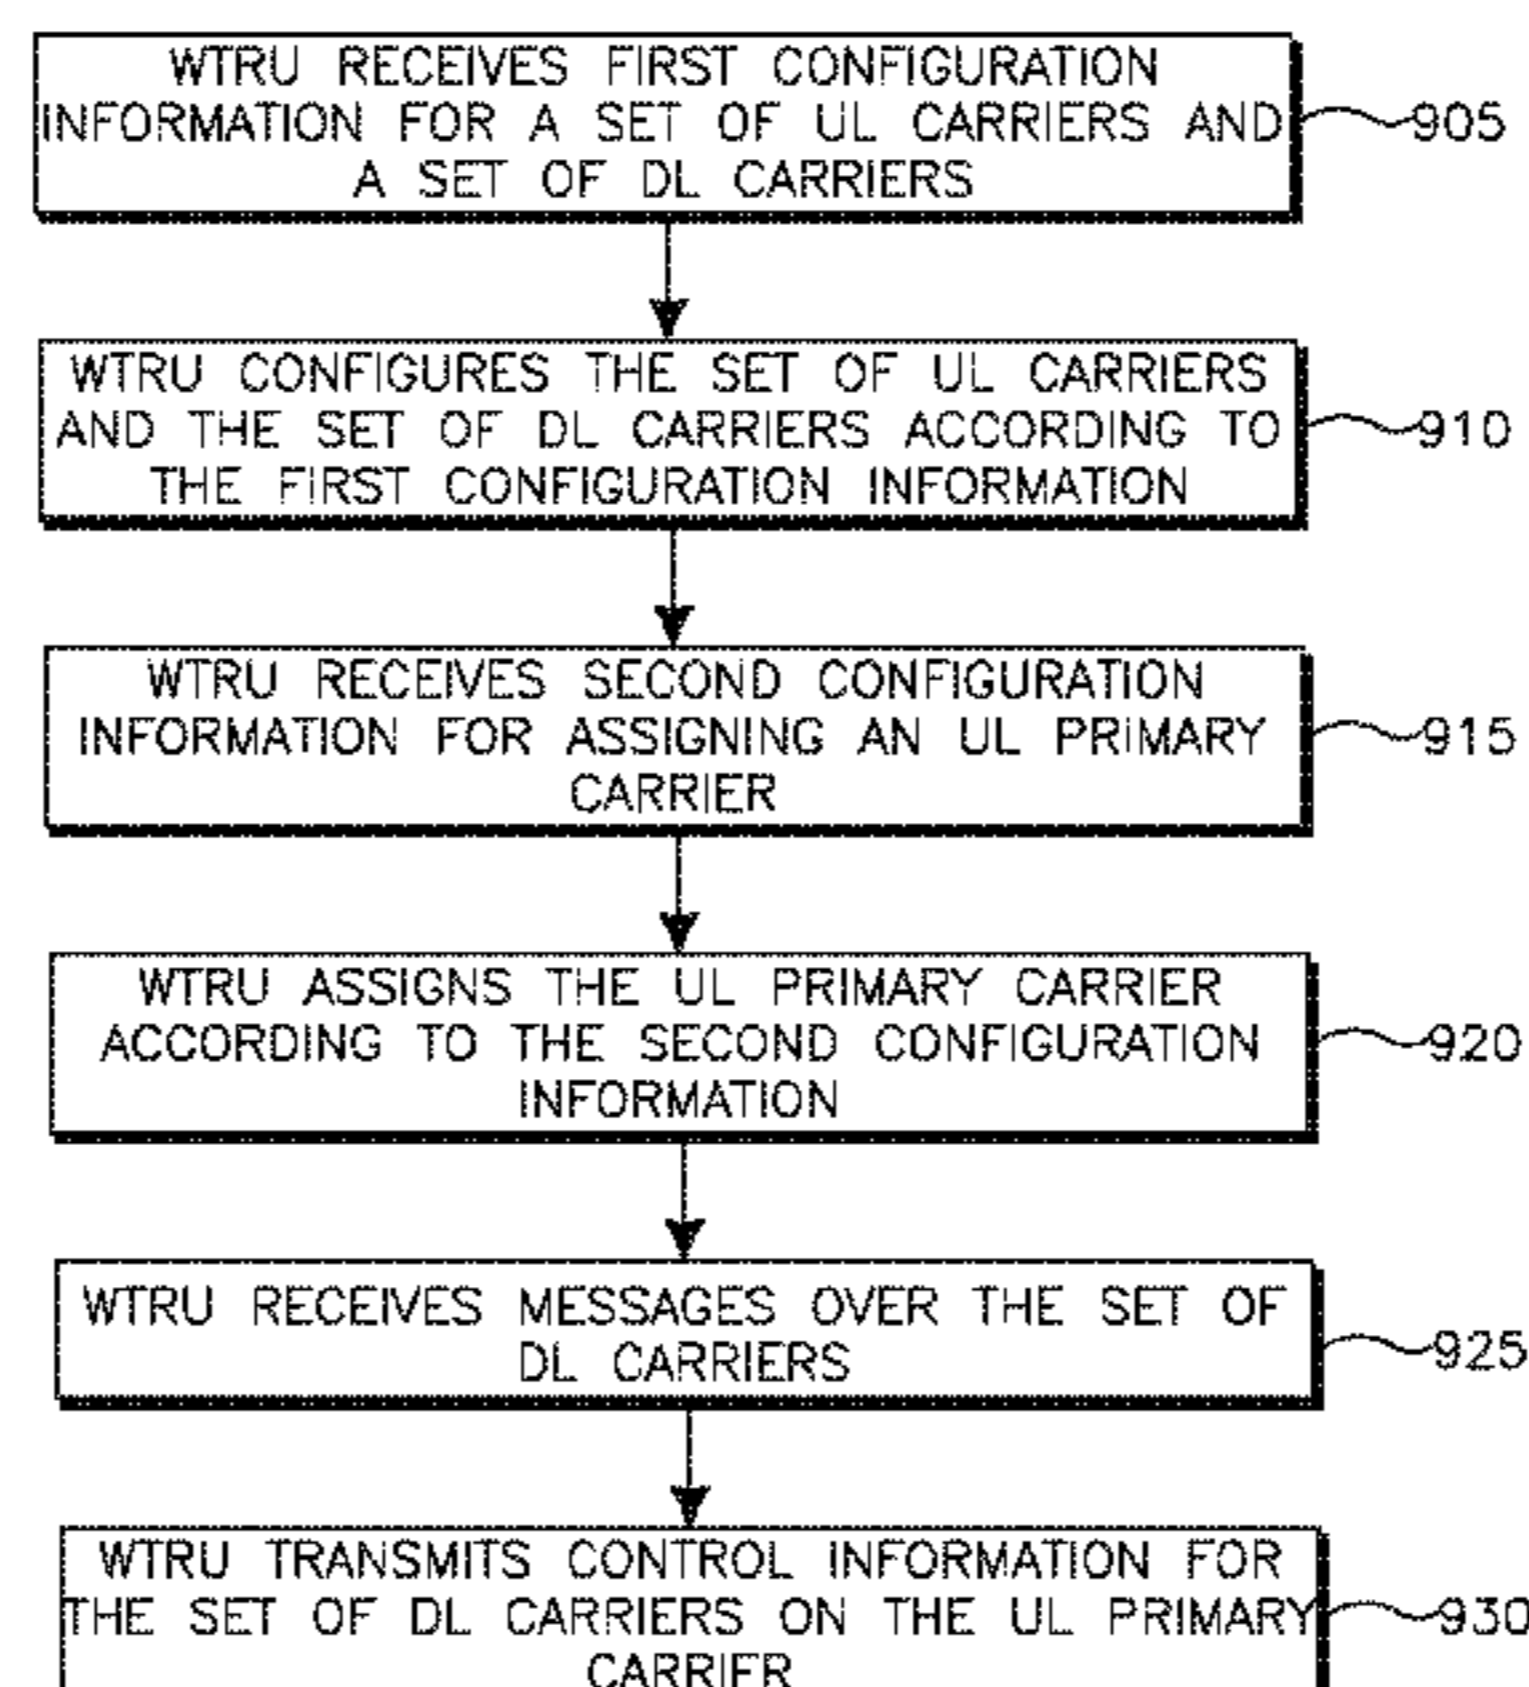 WTRU RECEIVES FIRST CONFIGURATION
INFORMATION FOR A SET OF UL CARRIERS AND
A SET OF DL CARRIERS
905
WTRU CONFIGURES THE SET OF UL CARRIERS
AND THE SET OF DL CARRIERS ACCORDING TO
THE FIRST CONFIGURATION INFORMATION
910
WTRU RECEIVES SECOND CONFIGURATION
INFORMATION FOR ASSIGNING AN UL PRIMARY
CARRIER
915
WTRU ASSIGNS THE UL PRIMARY CARRIER
ACCORDING TO THE SECOND CONFIGURATION
INFORMATION
920
WTRU RECEIVES MESSAGES OVER THE SET OF
DL CARRIERS
925
WTRU TRANSMITS CONTROL INFORMATION FOR
THE SET OF DL CARRIERS ON THE UL PRIMARY
CARRIER
930